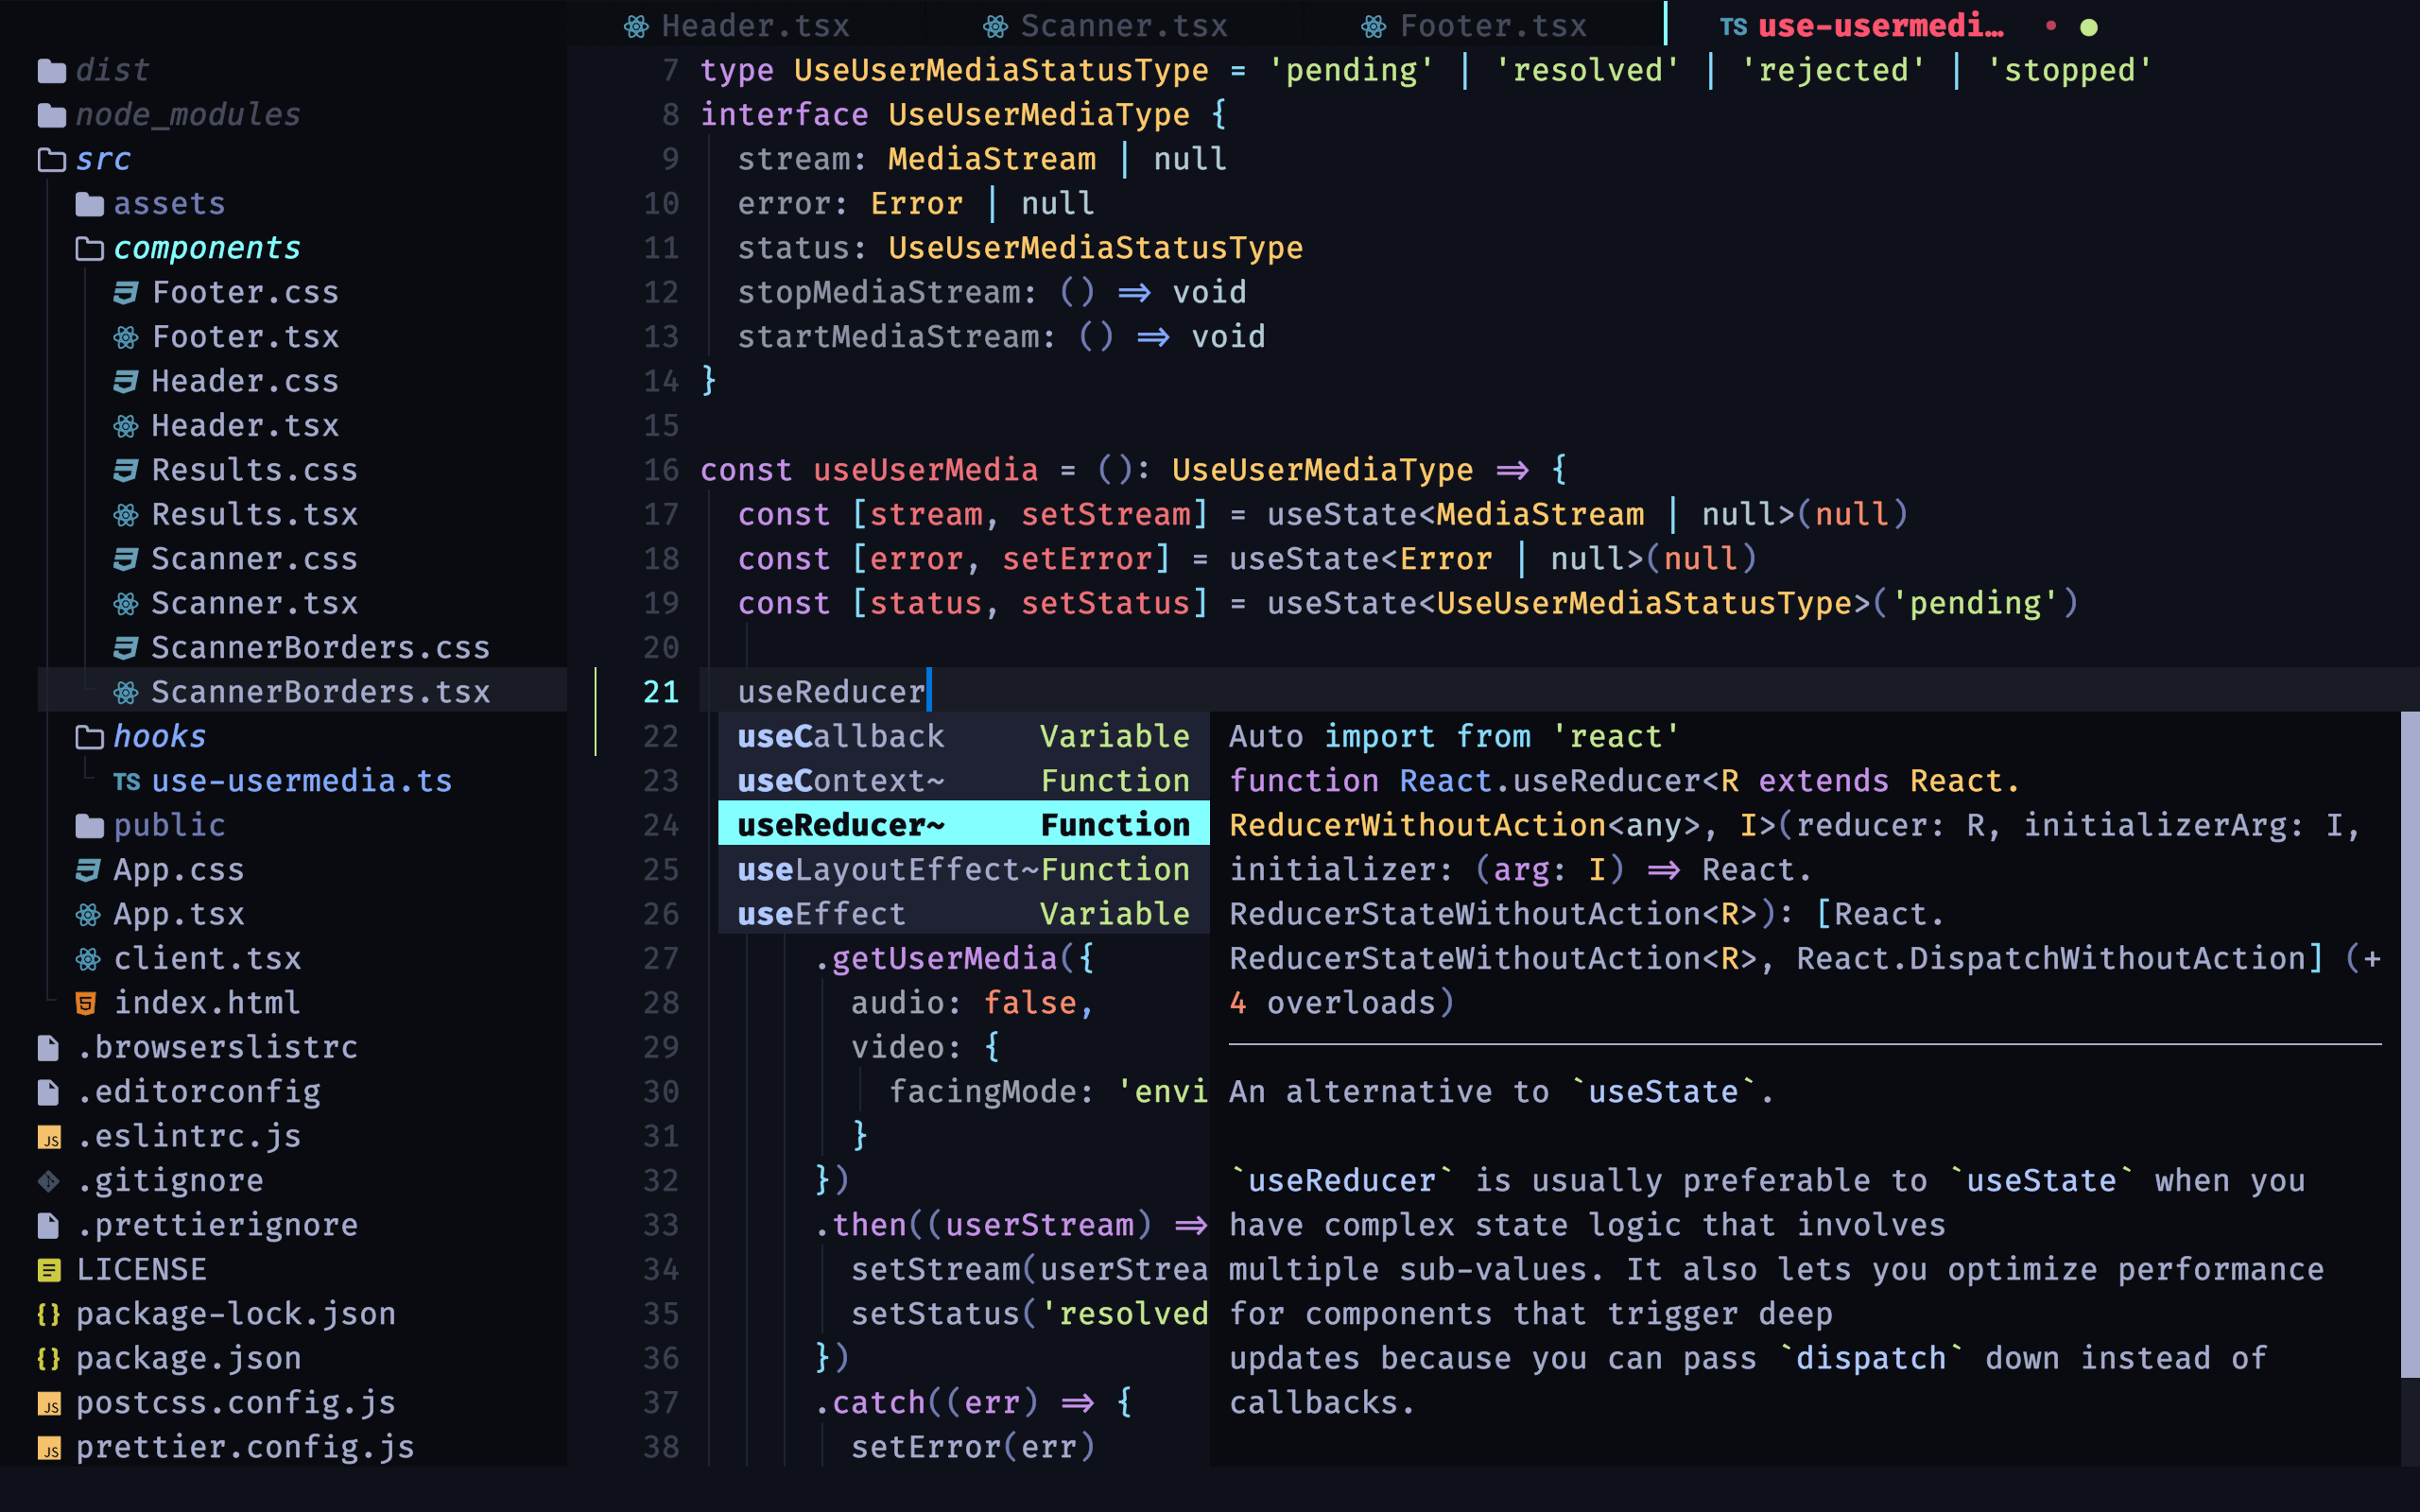 Header.tsx Scanner.tsx Footer.tsx TS use-usermedi…
dist
node_modules
src
assets
components
Footer.css
Footer.tsx
Header.css
Header.tsx
Results.css
Results.tsx
Scanner.css
Scanner.tsx
ScannerBorders.css
ScannerBorders.tsx
hooks
TS use-usermedia.ts
public
App.css
App.tsx
client.tsx
5 index.html
.browserslistrc
.editorconfig
JS .eslintrc.js
.gitignore
.prettierignore
LICENSE
{} package-lock.json
{} package.json
JS postcss.config.js
JS prettier.config.js
7 type UseUserMediaStatusType = 'pending' | 'resolved' | 'rejected' | 'stopped'
8 interface UseUserMediaType {
9 stream: MediaStream | null
10 error: Error | null
11 status: UseUserMediaStatusType
12 stopMediaStream: () => void
13 startMediaStream: () => void
14 }
15
16 const useUserMedia = (): UseUserMediaType => {
17 const [stream, setStream] = useState<MediaStream | null>(null)
18 const [error, setError] = useState<Error | null>(null)
19 const [status, setStatus] = useState<UseUserMediaStatusType>('pending')
20
21 useReducer
22 useCallback Variable
23 useContext~ Function
24 useReducer~ Function
25 useLayoutEffect~Function
26 useEffect Variable
27 .getUserMedia({
28 audio: false,
29 video: {
30 facingMode: 'envi
31 }
32 })
33 .then((userStream) =>
34 setStream(userStrea
35 setStatus('resolved
36 })
37 .catch((err) => {
38 setError(err)
Auto import from 'react'
function React.useReducer<R extends React.
ReducerWithoutAction<any>, I>(reducer: R, initializerArg: I,
initializer: (arg: I) => React.
ReducerStateWithoutAction<R>): [React.
ReducerStateWithoutAction<R>, React.DispatchWithoutAction] (+
4 overloads)
An alternative to `useState`.
`useReducer` is usually preferable to `useState` when you
have complex state logic that involves
multiple sub-values. It also lets you optimize performance
for components that trigger deep
updates because you can pass `dispatch` down instead of
callbacks.